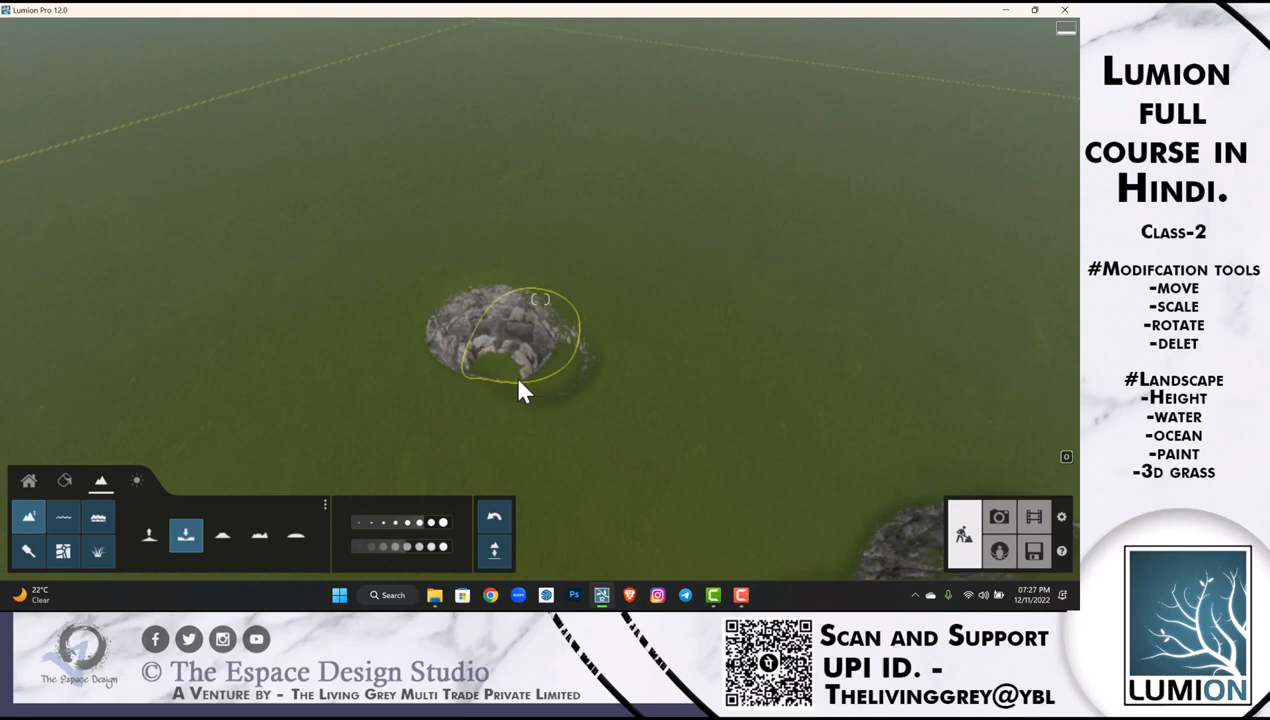 Lumion Pro 12.0
LUMION
FULL
COURSE IN
HINDI.
CLASS-2
#MODIFCATION TOOLS
-MOVE
-SCALE
-ROTATE
-DELET
#LANDSCAPE
-HEIGHT
-WATER
-OCEAN
-PAINT
-3D GRASS
22°C
Clear
Search
07:27 PM
12/11/2022
The Espace Design
© The Espace Design Studio
A Venture by - The Living Grey Multi Trade Private Limited
SCAN AND SUPPORT
UPI ID. -
THELIVINGGREY@YBL
LUMION